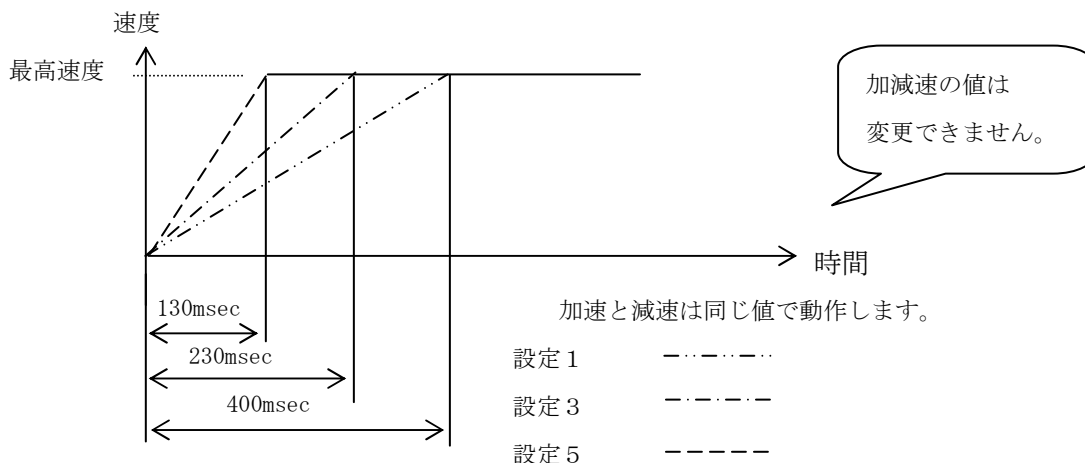 速度
最高速度
加減速の値は
変更できません。
時間
130msec
加速と減速は同じ値で動作します。
230msec
設定1
設定3
400msec
設定5